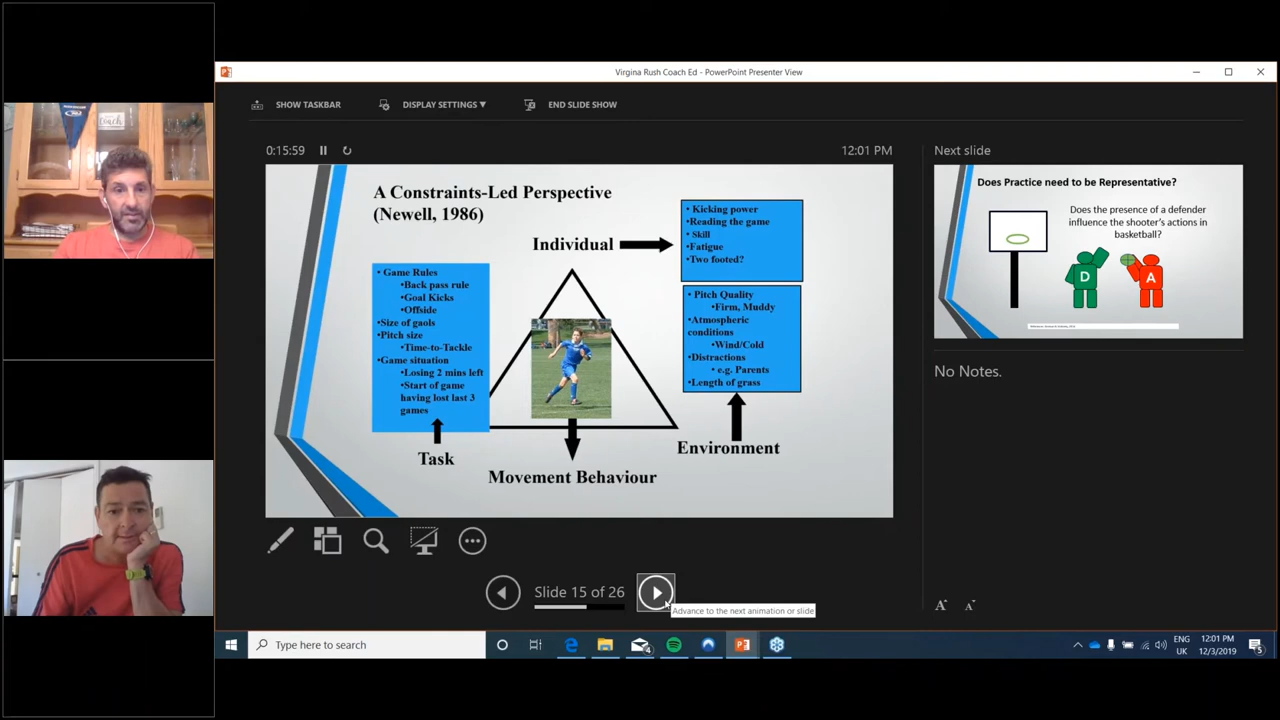 Virgina Rush Coach Ed - PowerPoint Presenter View
SHOW TASKBAR
DISPLAY SETTINGS ▼
END SLIDE SHOW
0:15:59
12:01 PM
A Constraints-Led Perspective
(Newell, 1986)
Individual
• Kicking power
•Reading the game
• Skill
• Fatigue
•Two footed?
• Game Rules
•Back pass rule
•Goal Kicks
•Offside
•Size of gaols
•Pitch size
•Time-to-Tackle
•Game situation
•Losing 2 mins left
•Start of game
having lost last 3
games
• Pitch Quality
•Firm, Muddy
•Atmospheric
conditions
•Wind/Cold
•Distractions
• e.g. Parents
•Length of grass
Task
Movement Behaviour
Environment
Slide 15 of 26
Advance to the next animation or slide
Next slide
Does Practice need to be Representative?
Does the presence of a defender
influence the shooter's actions in
basketball?
D
A
No Notes.
A
A
Type here to search
4
ENG
UK
12:01 PM
12/3/2019
5
coach